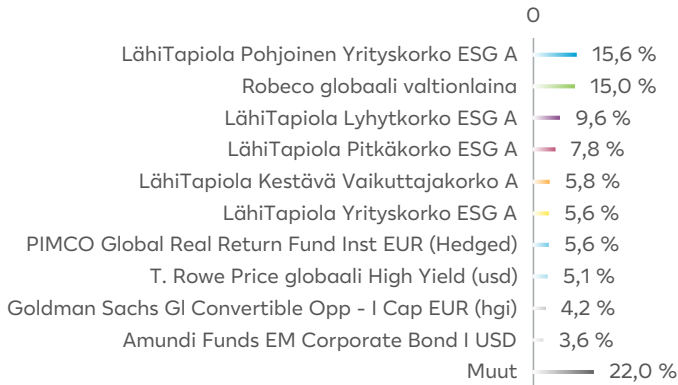 0
LähiTapiola Pohjoinen Yrityskorko ESG A 15,6 %
Robeco globaali valtionlaina 15,0 %
LähiTapiola Lyhytkorko ESG A 9,6 %
LähiTapiola Pitkäkorko ESG A 7,8 %
LähiTapiola Kestävä Vaikuttajakorko A 5,8 %
LähiTapiola Yrityskorko ESG A 5,6 %
PIMCO Global Real Return Fund Inst EUR (Hedged) 5,6 %
T. Rowe Price globaali High Yield (usd) 5,1 %
Goldman Sachs Gl Convertible Opp - I Cap EUR (hgi) 4,2 %
Amundi Funds EM Corporate Bond I USD 3,6 %
Muut 22,0 %